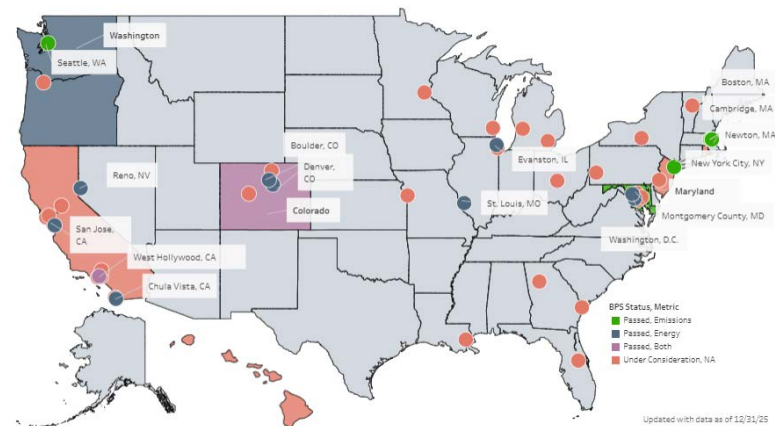 Washington
Seattle, WA
Boston, MA
Cambridge, MA
Boulder, CO
Newton, MA
Evanston, IL
Denver,
CO
New York City, NY
Reno, NV
Maryland
St. Louis, MO
Colorado
Montgomery County, MD
San Jose,
CA
Washington, D.C.
West Hollywood, CA
Chula Vista, CA
BPS Status, Metric
Passed, Emissions
Passed, Energy
Passed, Both
Under Consideration, NA
Updated with data as of 12/31/25